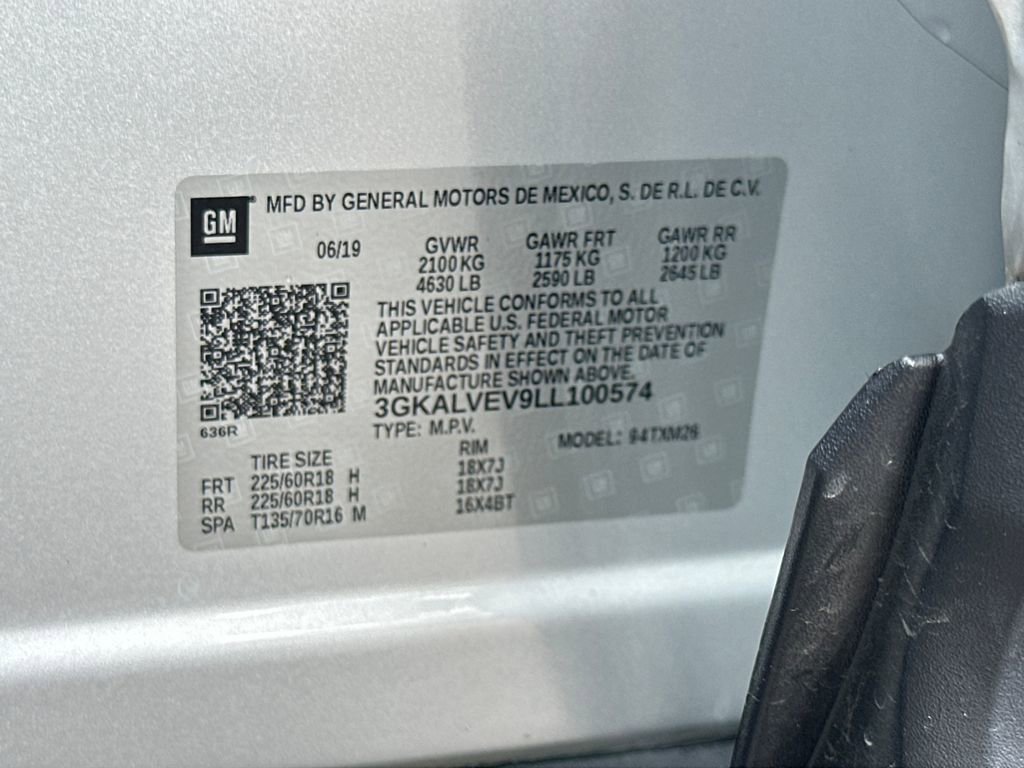 GM MFD BY GENERAL MOTORS DE MEXICO, S. DE R.L. DE C.V.
06/19 GVWR GAWR FRT GAWR RR
2100 KG 1175 KG 1200 KG
4630 LB 2590 LB 2645 LB
THIS VEHICLE CONFORMS TO ALL
APPLICABLE U.S. FEDERAL MOTOR
VEHICLE SAFETY AND THEFT PREVENTION
STANDARDS IN EFFECT ON THE DATE OF
MANUFACTURE SHOWN ABOVE.
3GKALVEV9LL100574
636R
TYPE: M.P.V. MODEL: 94TXM26
TIRE SIZE RIM
FRT 225/60R18 H 18X7J
RR 225/60R18 H 18X7J
SPA T135/70R16 M 16X4BT